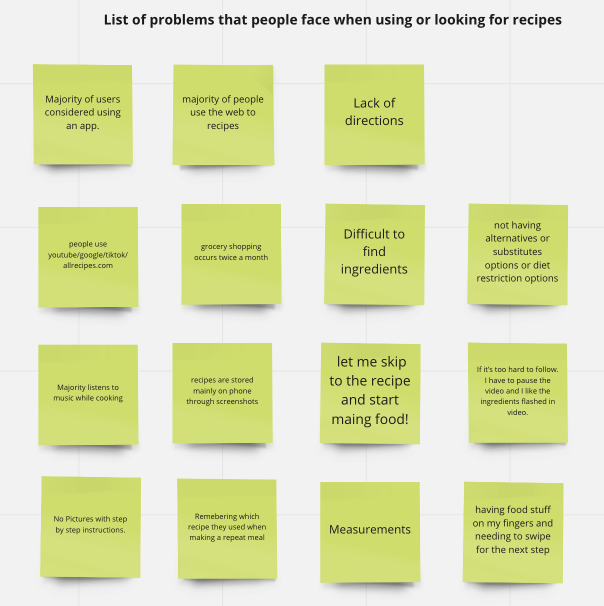 List of problems that people face when using or looking for recipes
Majority of users
considered using
an app.
majority of people
use the web to
recipes
Lack of
directions
people use
youtube/google/tiktok/
allrecipes.com
grocery shopping
occurs twice a month
Difficult to
find
ingredients
not having
alternatives or
substitutes
options or diet
restriction options
Majority listens to
music while cooking
recipes are stored
mainly on phone
through screenshots
let me skip
to the recipe
and start
maing food!
If it's too hard to follow.
I have to pause the
video and I like the
ingredients flashed in
video.
No Pictures with step
by step instructions.
Remebering which
recipe they used when
making a repeat meal
Measurements
having food stuff
on my fingers and
needing to swipe
for the next step